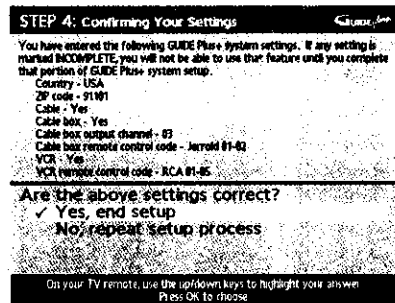 STEP 4: Confirming Your Settings
GUIDE Plus+
You have entered the following GUIDE Plus+ system settings. If any setting is
marked INCOMPLETE, you will not be able to use that feature until you complete
that portion of GUIDE Plus+ system setup.
Country - USA
ZIP code - 91101
Cable - Yes
Cable box - Yes
Cable box output channel - 03
Cable box remote control code - Jerrold 01-02
VCR - Yes
VCR remote control code - RCA 01-05
Are the above settings correct?
✓ Yes, end setup
No, repeat setup process
On your TV remote, use the up/down keys to highlight your answer
Press OK to choose